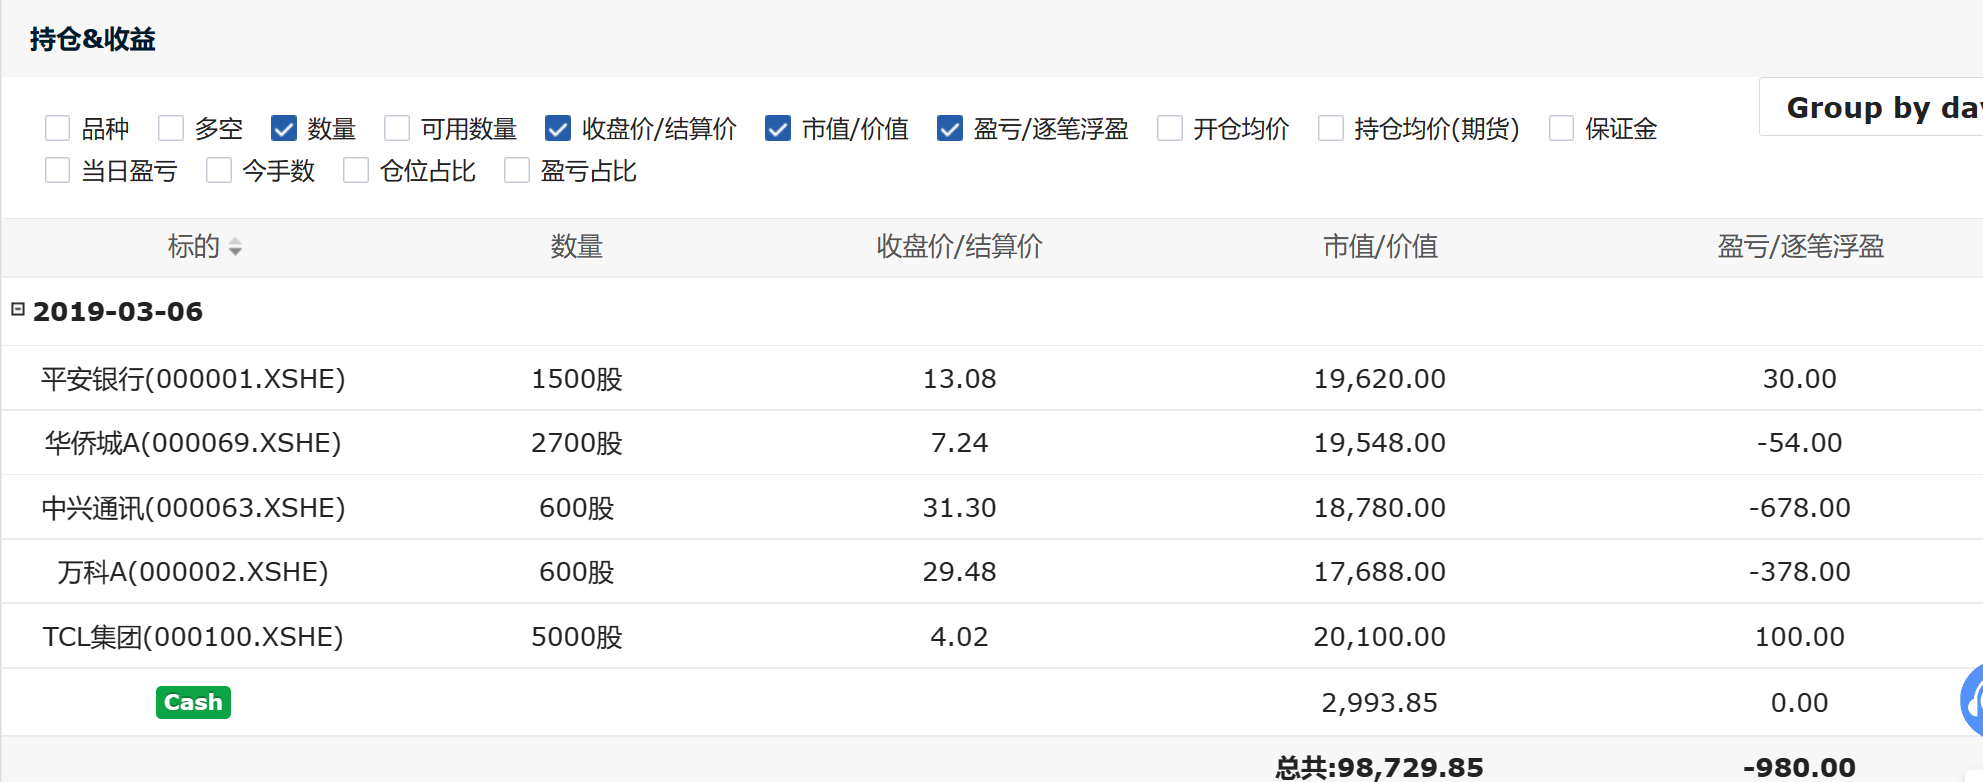 持仓&收益
品种 多空 数量 可用数量 收盘价/结算价 市值/价值 盈亏/逐笔浮盈 开仓均价 持仓均价(期货) 保证金
Group by day
当日盈亏 今手数 仓位占比 盈亏占比
标的 数量 收盘价/结算价 市值/价值 盈亏/逐笔浮盈
2019-03-06
平安银行(000001.XSHE) 1500股 13.08 19,620.00 30.00
华侨城A(000069.XSHE) 2700股 7.24 19,548.00 -54.00
中兴通讯(000063.XSHE) 600股 31.30 18,780.00 -678.00
万科A(000002.XSHE) 600股 29.48 17,688.00 -378.00
TCL集团(000100.XSHE) 5000股 4.02 20,100.00 100.00
Cash 2,993.85 0.00
总共:98,729.85 -980.00